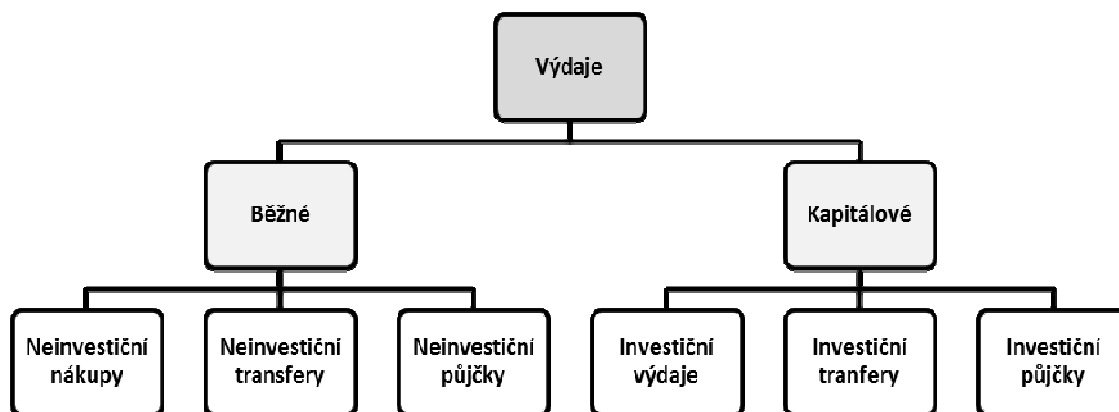 Výdaje
Běžné
Kapitálové
Neinvestiční
nákupy
Neinvestiční
transfery
Neinvestiční
půjčky
Investiční
výdaje
Investiční
tranfery
Investiční
půjčky